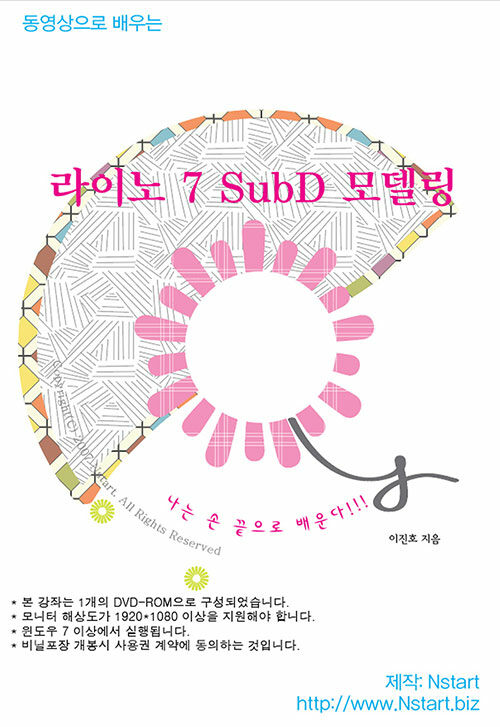 동영상으로 배우는
라이노 7 SubD 모델링
Copyright(C) 2007 Nstart. All Rights Reserved
나는 손 끝으로 배운다!!!
이진호 지음
* 본 강좌는 1개의 DVD-ROM으로 구성되었습니다.
* 모니터 해상도가 1920*1080 이상을 지원해야 합니다.
* 윈도우 7 이상에서 실행됩니다.
* 비닐포장 개봉시 사용권 계약에 동의하는 것입니다.
제작: Nstart
http://www.Nstart.biz